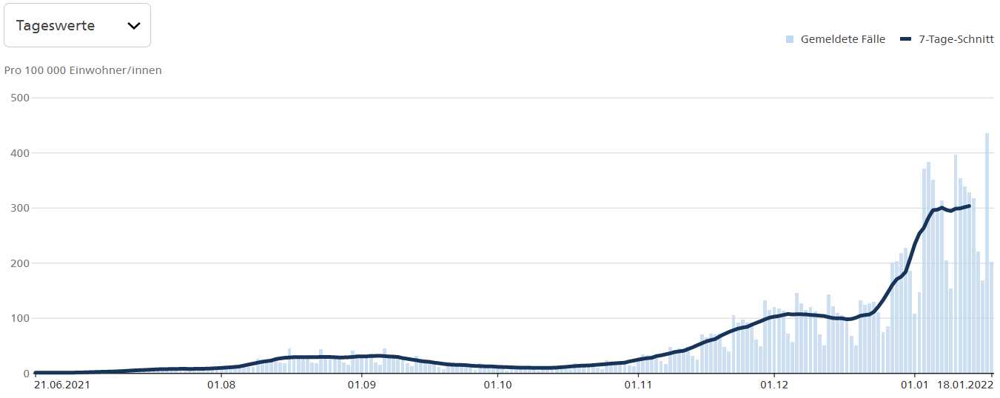 Tageswerte
Gemeldete Fälle 7-Tage-Schnitt
Pro 100 000 Einwohner/innen
500
400
300
200
100
0
21.06.2021 01.08 01.09 01.10 01.11 01.12 01.01 18.01.2022